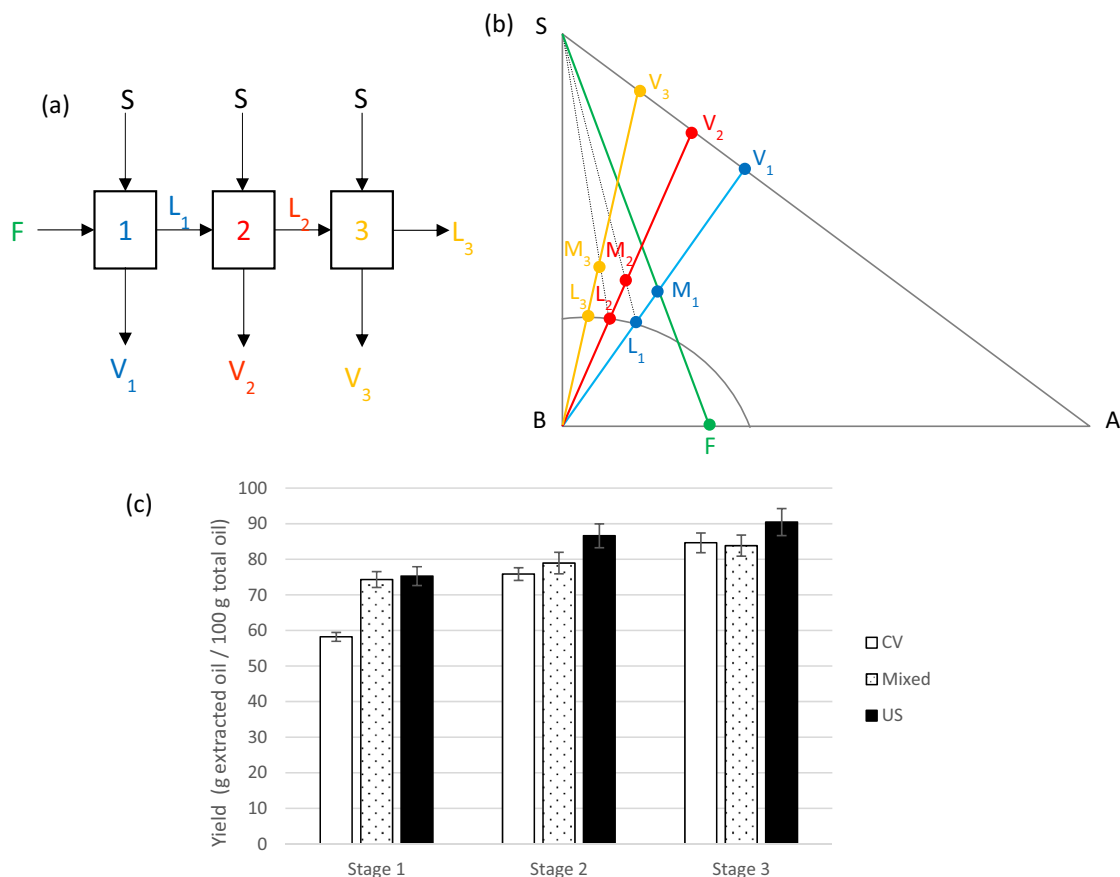 (a)
S S S
F 1 L1 2 L2 3 L3
V1 V2 V3
(b)
S
V3
V2
V1
M3 M2
M1
L3 L2
L1
B A
F
(c)
Yield (g extracted oil / 100 g total oil)
100
90
80
70
60
50
40
30
20
10
0
Stage 1 Stage 2 Stage 3
CV
Mixed
US